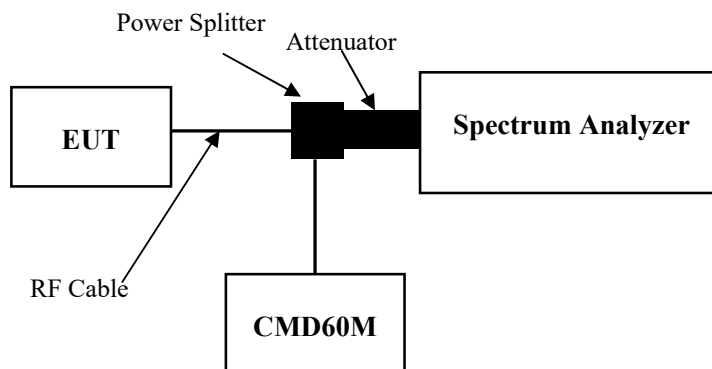 Power Splitter
Attenuator
EUT
Spectrum Analyzer
RF Cable
CMD60M